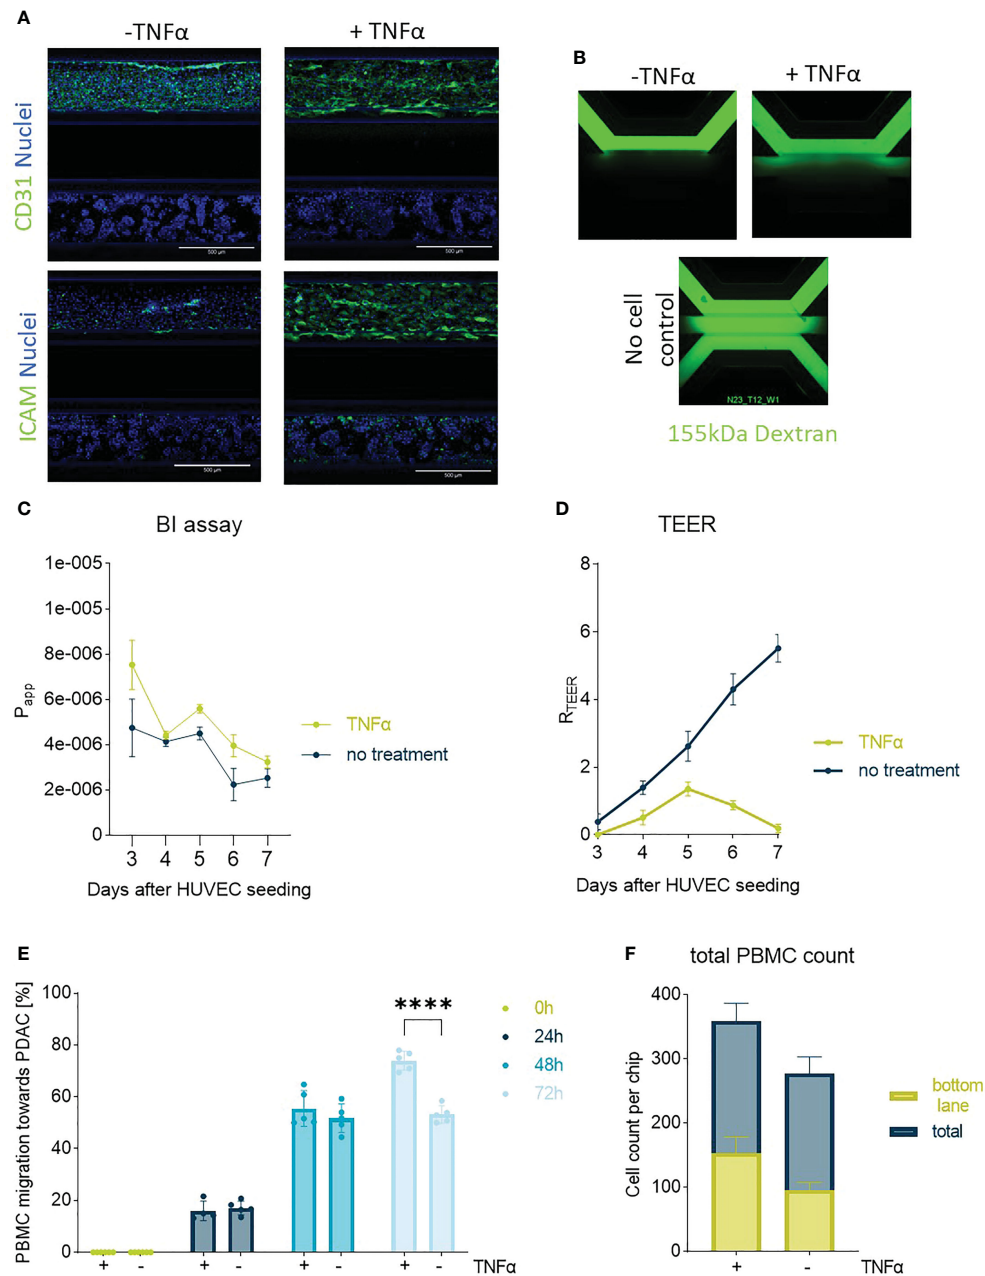 A
-TNFα
+ TNFα
CD31 Nuclei
500 µm
500 µm
ICAM Nuclei
500 µm
500 µm
B
-TNFα
+ TNFα
No cell
control
N23_T12_W1
155kDa Dextran
C
BI assay
1e-005
1e-005
8e-006
6e-006
4e-006
2e-006
0
Papp
3 4 5 6 7
Days after HUVEC seeding
TNFα
no treatment
D
TEER
8
6
4
2
0
RTEER
3 4 5 6 7
Days after HUVEC seeding
TNFα
no treatment
E
PBMC migration towards PDAC [%]
100
80
60
40
20
0
****
+ - + - + - + - TNFα
0h
24h
48h
72h
F
total PBMC count
Cell count per chip
400
300
200
100
0
+ - TNFα
bottom
lane
total